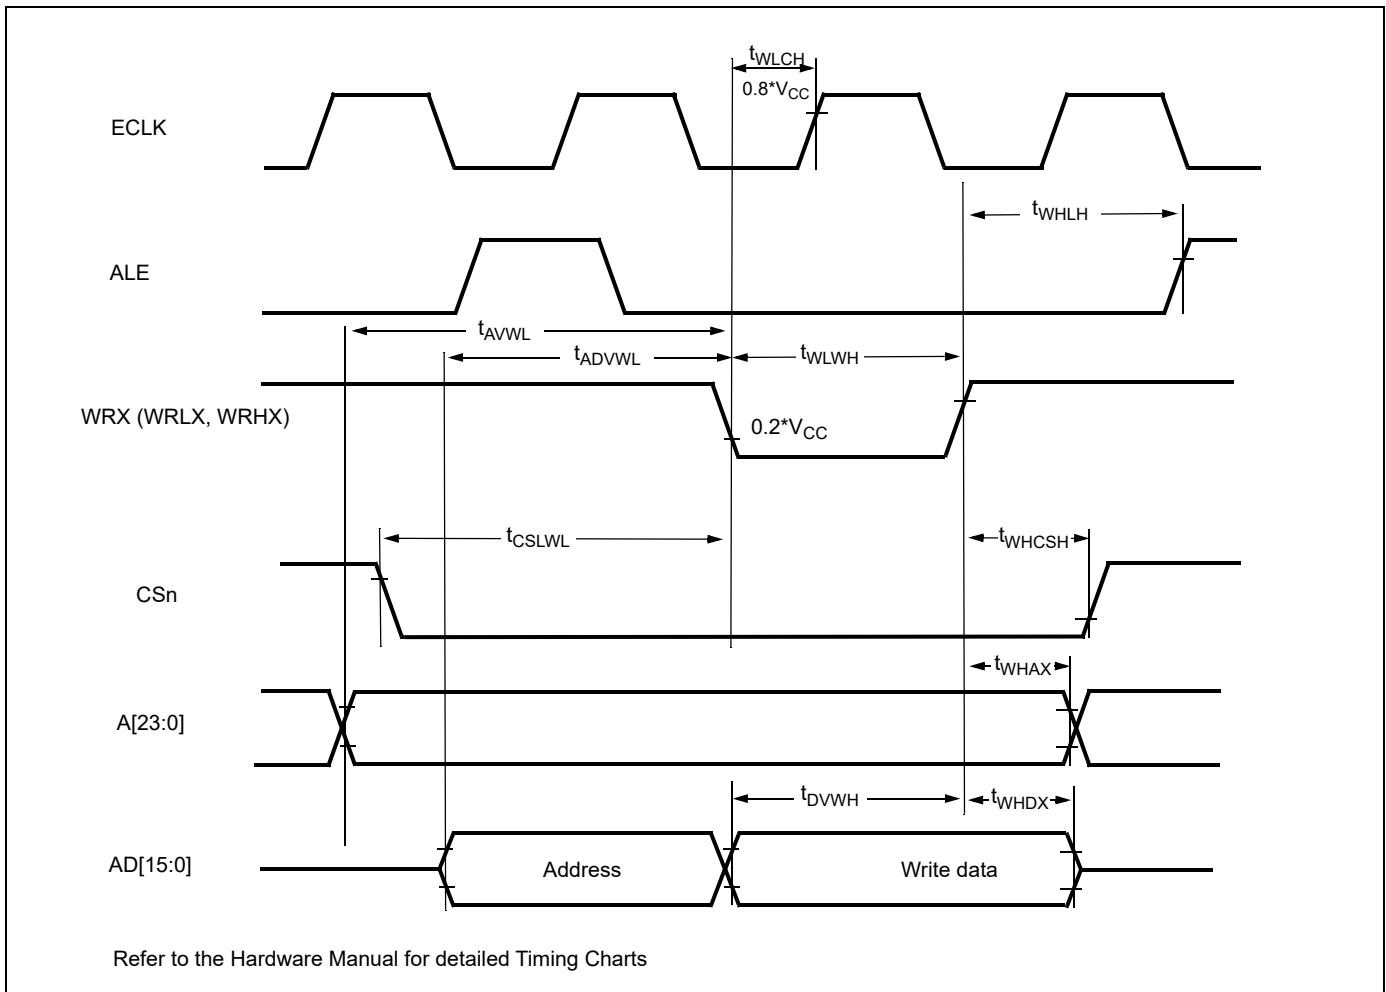 tWLCH
0.8*VCC
ECLK
tWHLH
ALE
tAVWL
tADVWL
tWLWH
WRX (WRLX, WRHX)
0.2*VCC
tCSLWL
tWHCSH
CSn
tWHAX
A[23:0]
tDVWH
tWHDX
AD[15:0]
Address
Write data
Refer to the Hardware Manual for detailed Timing Charts